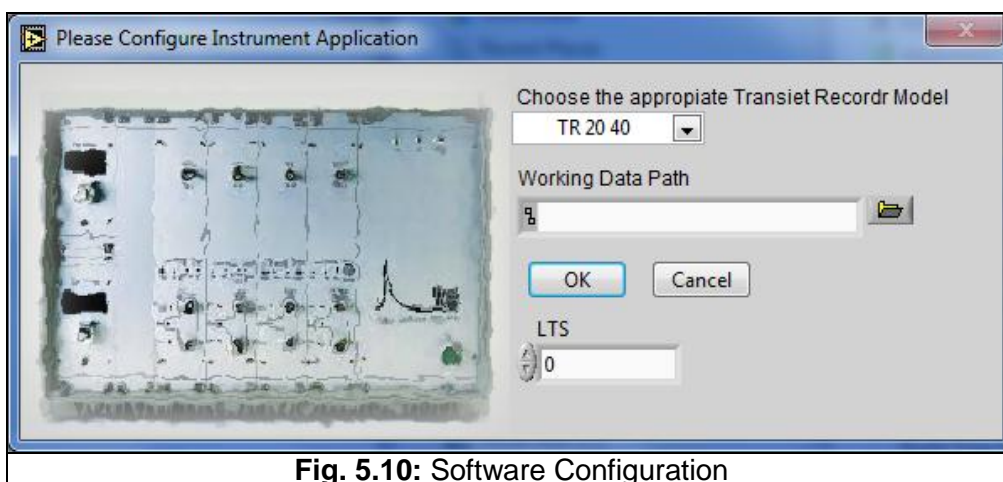 Please Configure Instrument Application
Choose the appropiate Transiet Recordr Model
TR 20 40
Working Data Path
OK Cancel
LTS
0
Fig. 5.10: Software Configuration